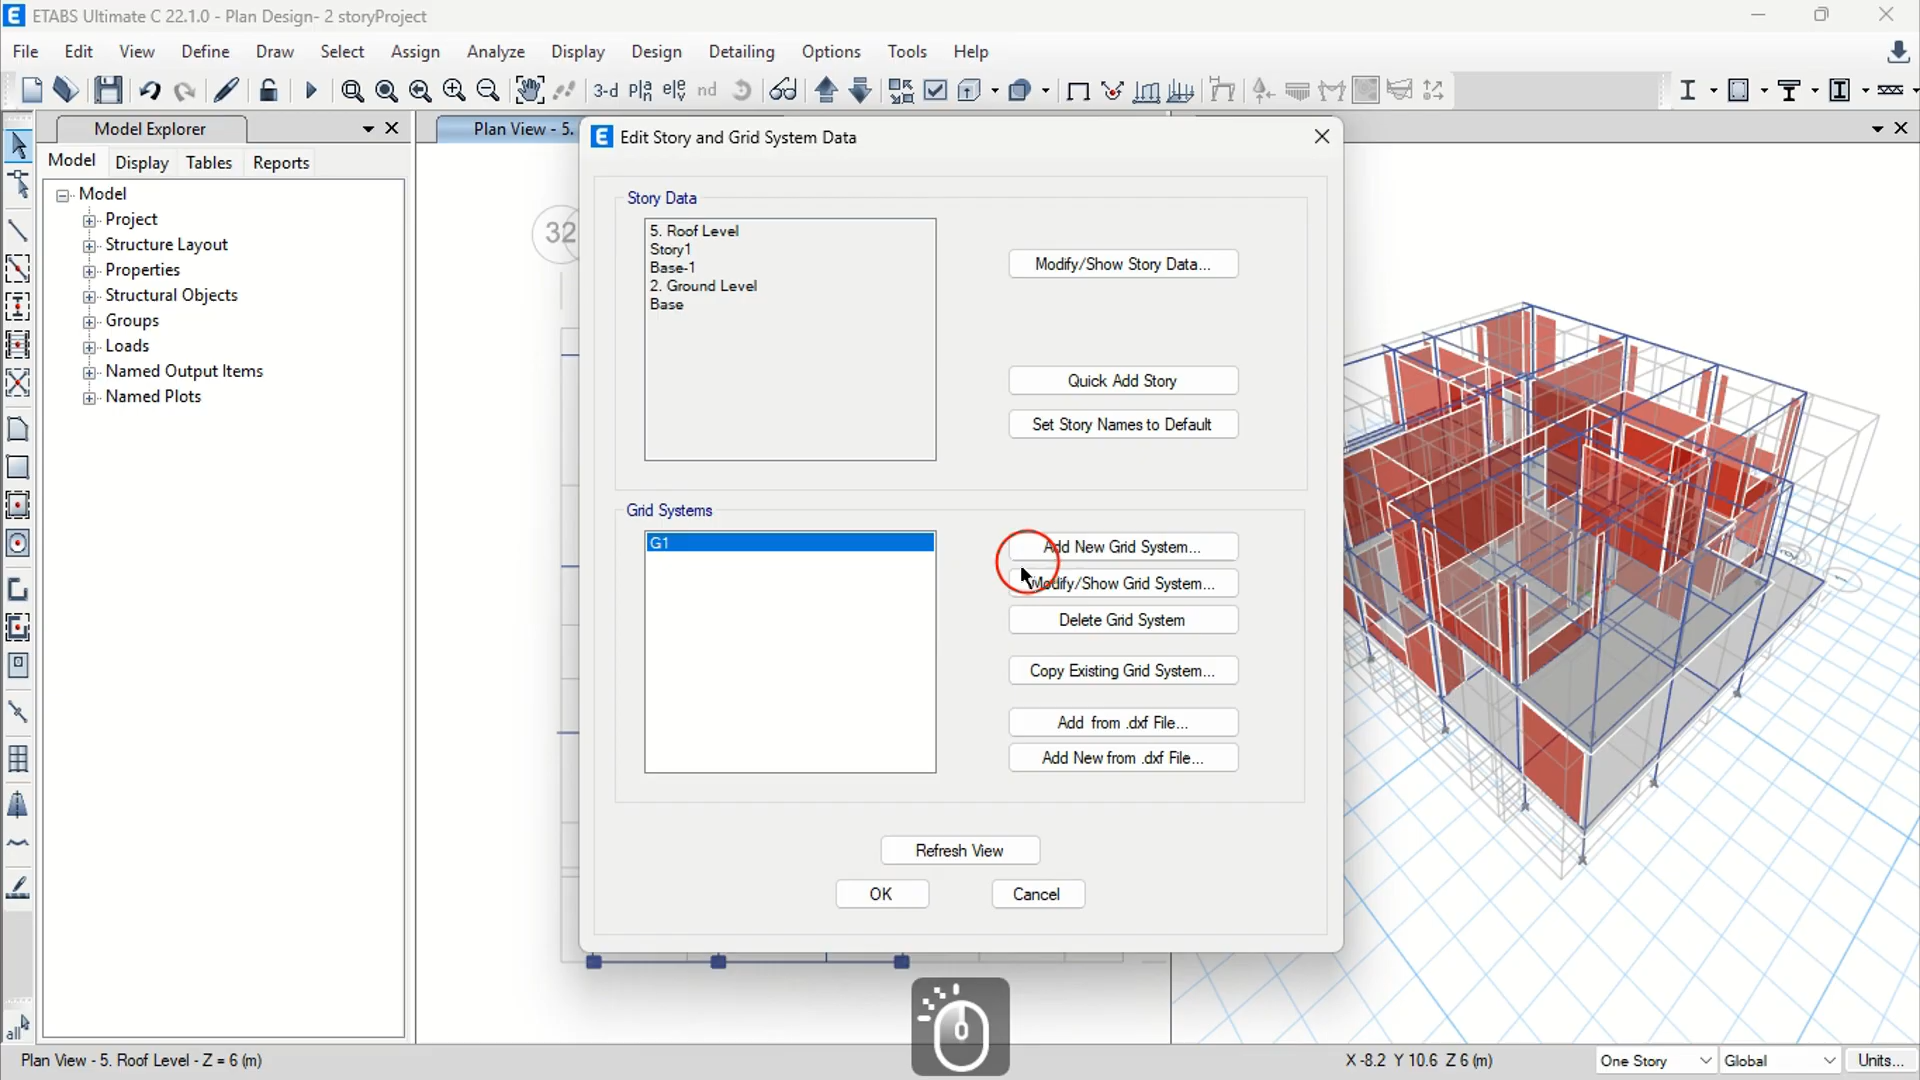 ETABS Ultimate C 22.1.0 - Plan Design- 2 storyProject
File Edit View Define Draw Select Assign Analyze Display Design Detailing Options Tools Help
3-d
nd
Model Explorer
Plan View - 5.
Model Display Tables Reports
Model
Project
Structure Layout
Properties
Structural Objects
Groups
Loads
Named Output Items
Named Plots
32
Edit Story and Grid System Data
Story Data
5. Roof Level
Story1
Base-1
2. Ground Level
Base
Modify/Show Story Data...
Quick Add Story
Set Story Names to Default
Grid Systems
G1
Add New Grid System...
Modify/Show Grid System...
Delete Grid System
Copy Existing Grid System...
Add from .dxf File...
Add New from .dxf File...
Refresh View
OK
Cancel
all
Plan View - 5. Roof Level - Z = 6 (m)
X -8.2 Y 10.6 Z 6 (m)
One Story
Global
Units...